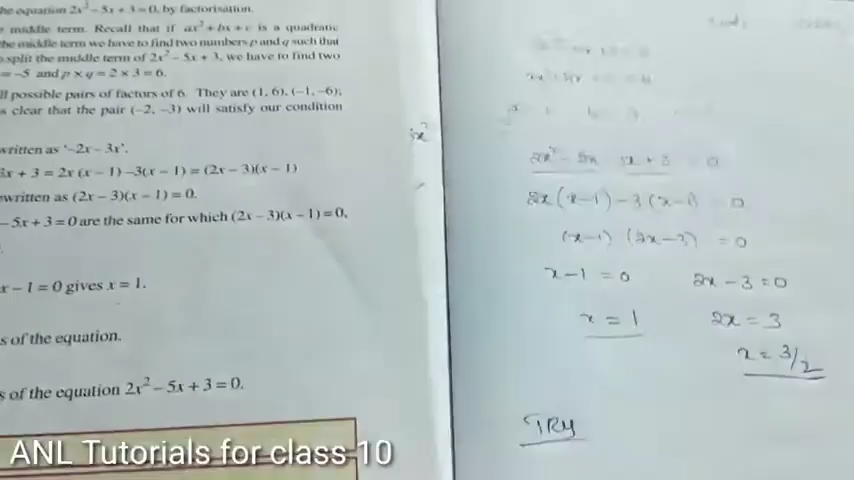 he equation 2x² – 5x + 3 = 0, by factorisation.
middle term. Recall that if ax² + bx + c is a quadratic
the middle term we have to find two numbers p and q such that
split the middle term of 2x² – 5x + 3, we have to find two
= –5 and p × q = 2 × 3 = 6.
ll possible pairs of factors of 6. They are (1, 6), (–1, –6);
s clear that the pair (–2, –3) will satisfy our condition
written as ‘–2x – 3x’.
3x + 3 = 2x (x – 1) –3(x – 1) = (2x – 3)(x – 1)
ewritten as (2x – 3)(x – 1) = 0.
– 5x + 3 = 0 are the same for which (2x – 3)(x – 1) = 0,
x – 1 = 0 gives x = 1.
s of the equation.
s of the equation 2x² – 5x + 3 = 0.
2x² – 2x – 3x + 3 = 0
2x (x–1) – 3 (x–1) = 0
(x–1) (2x–3) = 0
x–1 = 0 2x – 3 = 0
x = 1 2x = 3
x = 3/2
TRY
ANL Tutorials for class 10